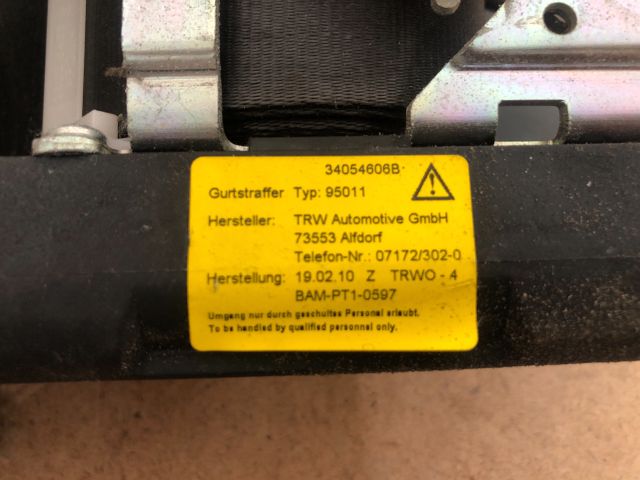 34054606B
Gurtstraffer Typ: 95011
Hersteller: TRW Automotive GmbH
73553 Alfdorf
Telefon-Nr.: 07172/302-0
Herstellung: 19.02.10 Z TRWO - 4
BAM-PT1-0597
Umgang nur durch geschultes Personal erlaubt.
To be handled by qualified personnel only.